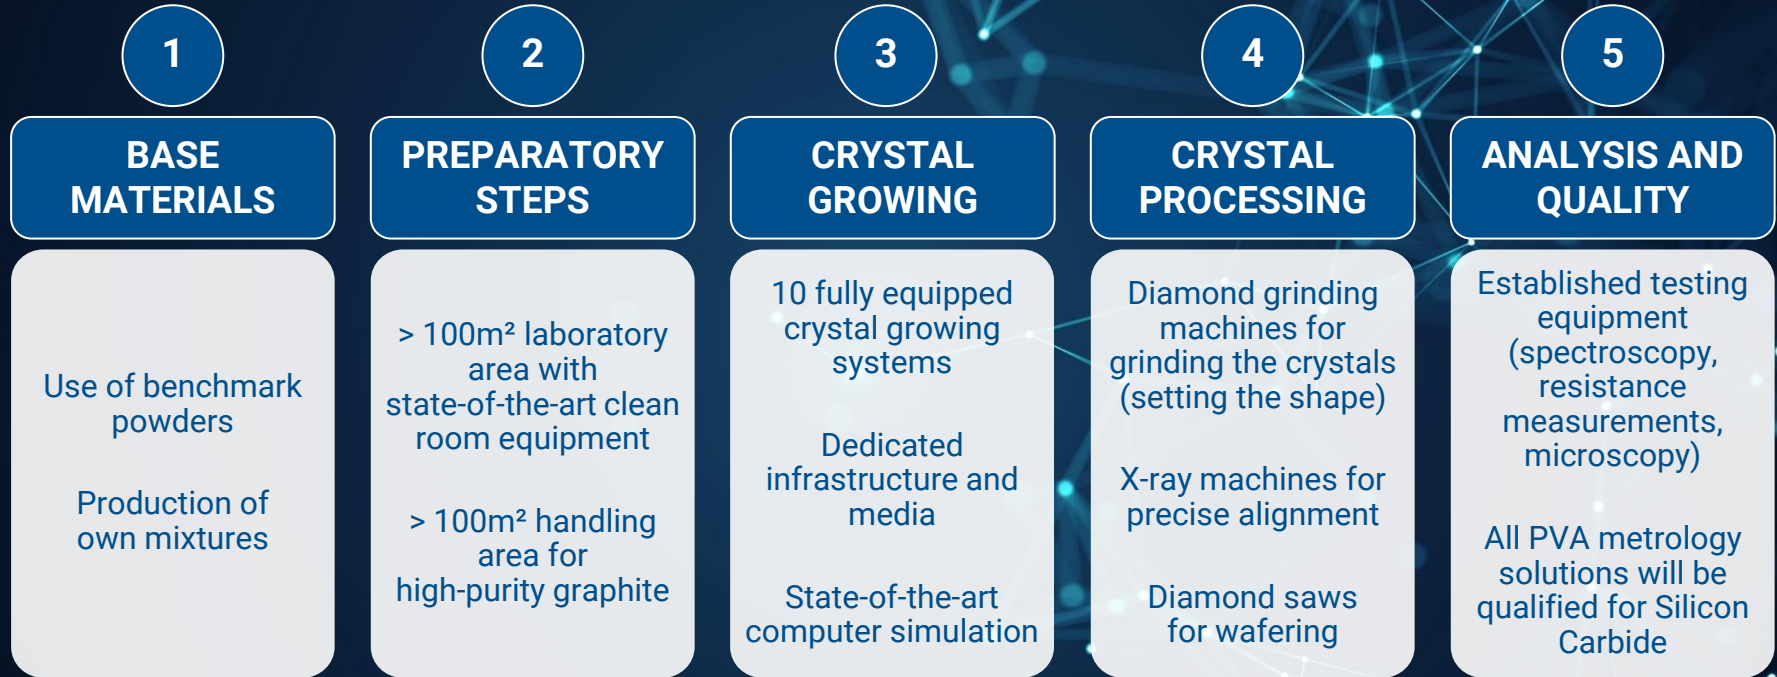 1
BASE
MATERIALS
Use of benchmark
powders
Production of
own mixtures
2
PREPARATORY
STEPS
> 100m² laboratory
area with
state-of-the-art clean
room equipment
> 100m² handling
area for
high-purity graphite
3
CRYSTAL
GROWING
10 fully equipped
crystal growing
systems
Dedicated
infrastructure and
media
State-of-the-art
computer simulation
4
CRYSTAL
PROCESSING
Diamond grinding
machines for
grinding the crystals
(setting the shape)
X-ray machines for
precise alignment
Diamond saws
for wafering
5
ANALYSIS AND
QUALITY
Established testing
equipment
(spectroscopy,
resistance
measurements,
microscopy)
All PVA metrology
solutions will be
qualified for Silicon
Carbide